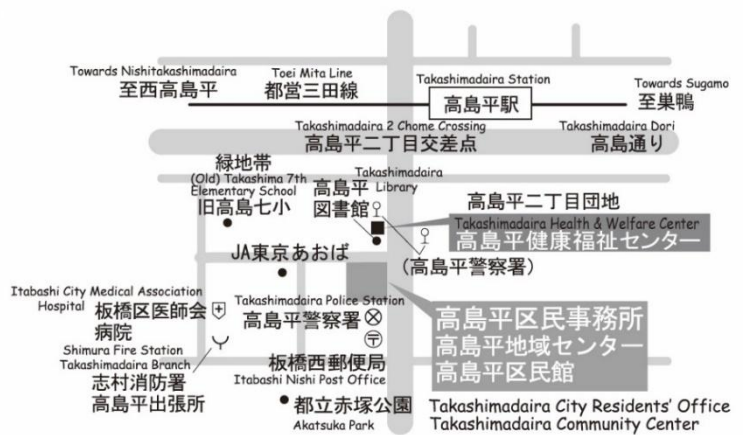 Towards Nishitakashimadaira
至西高島平
Toei Mita Line
都営三田線
Takashimadaira Station
高島平駅
Towards Sugamo
至巣鴨
Takashimadaira 2 Chome Crossing
高島平二丁目交差点
Takashimadaira Dori
高島通り
緑地帯
(Old) Takashima 7th
Elementary School
旧高島七小
Takashimadaira
Library
高島平
図書館
高島平二丁目団地
Takashimadaira Health & Welfare Center
高島平健康福祉センター
(高島平警察署)
JA東京あおば
Itabashi City Medical Association
Hospital
板橋区医師会
病院
Takashimadaira Police Station
高島平警察署
高島平区民事務所
高島平地域センター
高島平区民館
Shimura Fire Station
Takashimadaira Branch
志村消防署
高島平出張所
板橋西郵便局
Itabashi Nishi Post Office
都立赤塚公園
Akatsuka Park
Takashimadaira City Residents' Office
Takashimadaira Community Center